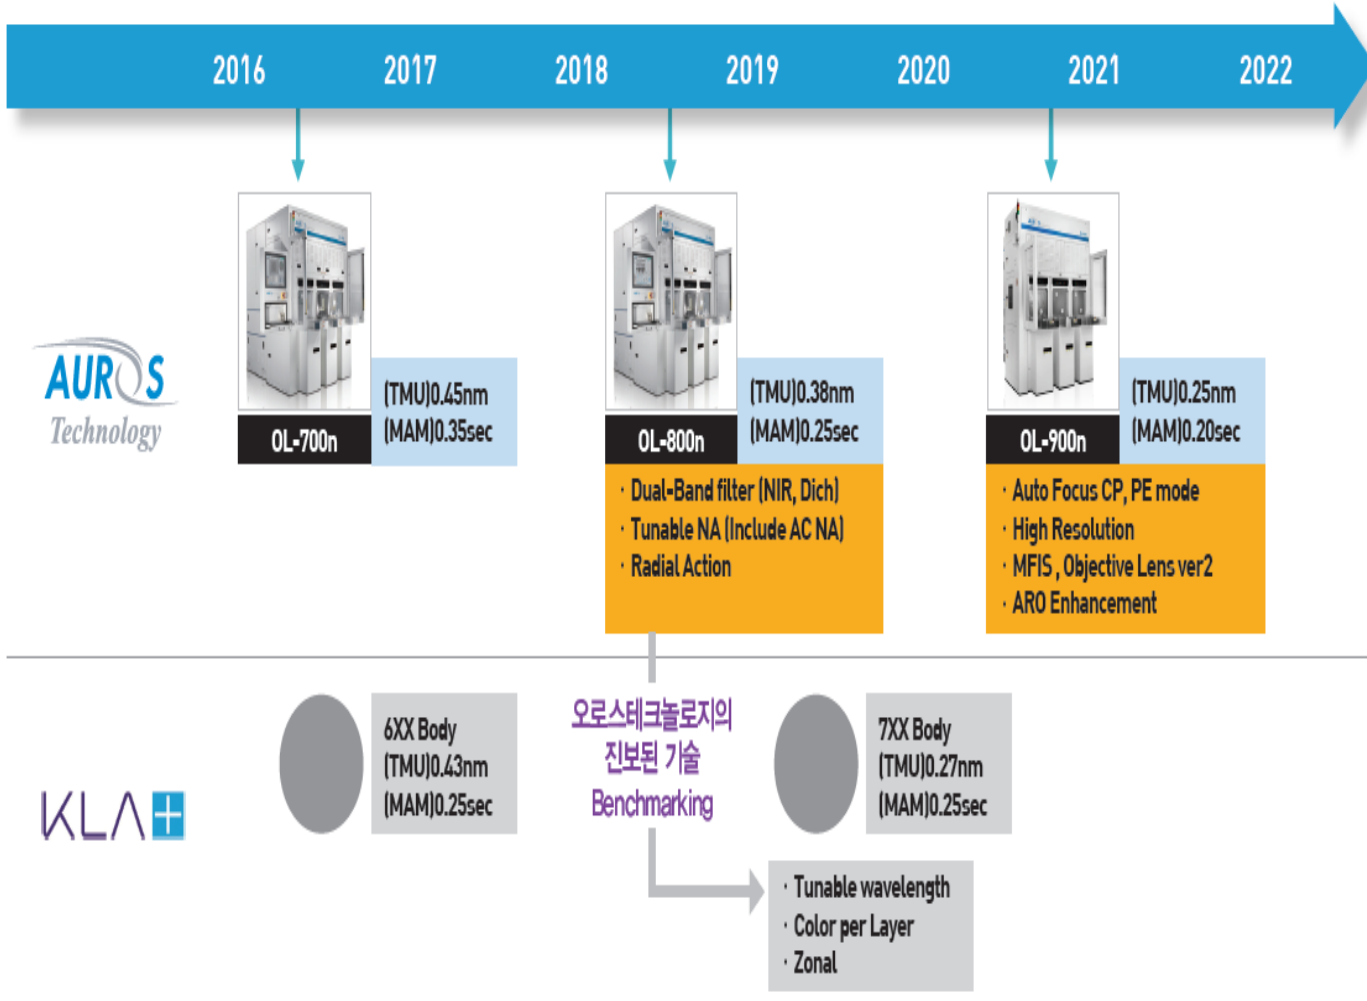 2016 2017 2018 2019 2020 2021 2022
AUROS
Technology
OL-700n
(TMU)0.45nm
(MAM)0.35sec
OL-800n
(TMU)0.38nm
(MAM)0.25sec
· Dual-Band filter (NIR, Dich)
· Tunable NA (Include AC NA)
· Radial Action
OL-900n
(TMU)0.25nm
(MAM)0.20sec
· Auto Focus CP, PE mode
· High Resolution
· MFIS , Objective Lens ver2
· ARO Enhancement
KLA+
6XX Body
(TMU)0.43nm
(MAM)0.25sec
오로스테크놀로지의
진보된 기술
Benchmarking
7XX Body
(TMU)0.27nm
(MAM)0.25sec
· Tunable wavelength
· Color per Layer
· Zonal